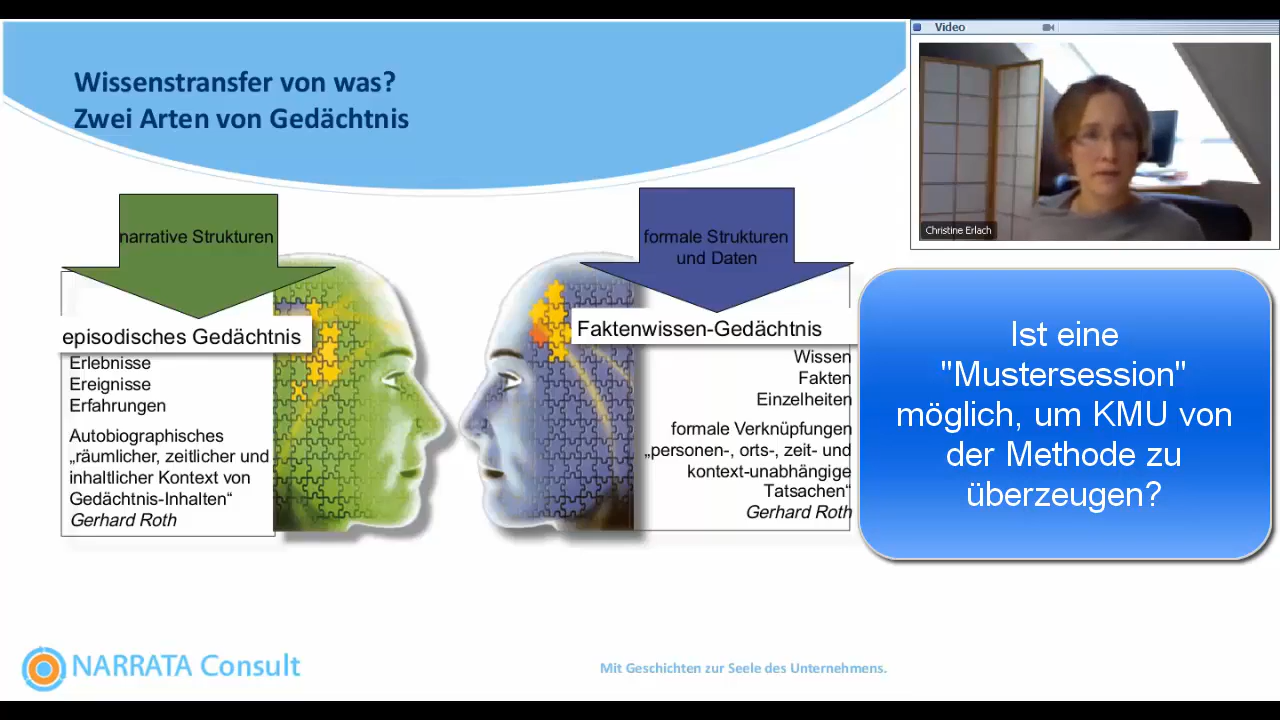 Wissenstransfer von was?
Zwei Arten von Gedächtnis
narrative Strukturen
episodisches Gedächtnis
Erlebnisse
Ereignisse
Erfahrungen
Autobiographisches
„räumlicher, zeitlicher und
inhaltlicher Kontext von
Gedächtnis-Inhalten“
Gerhard Roth
formale Strukturen
und Daten
Faktenwissen-Gedächtnis
Wissen
Fakten
Einzelheiten
formale Verknüpfungen
„personen-, orts-, zeit- und
kontext-unabhängige
Tatsachen“
Gerhard Roth
Video
Christine Erlach
Ist eine
"Mustersession"
möglich, um KMU von
der Methode zu
überzeugen?
NARRATA Consult
Mit Geschichten zur Seele des Unternehmens.